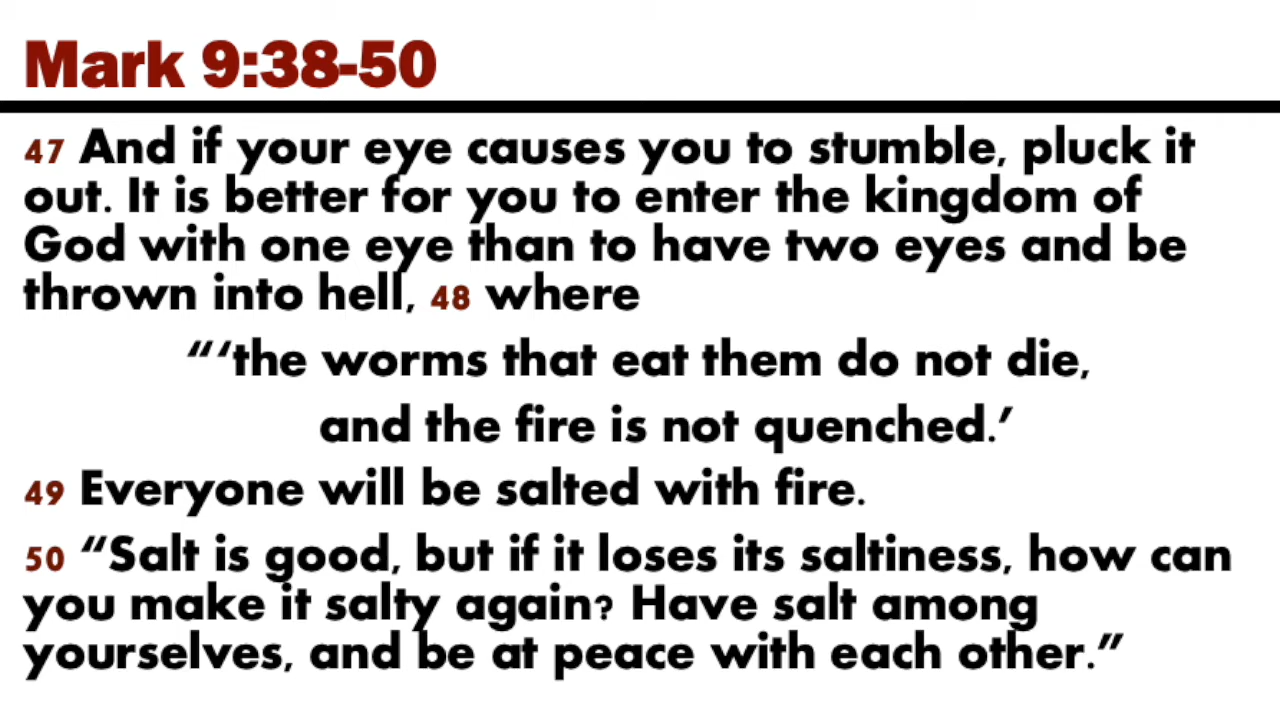 Mark 9:38-50
47 And if your eye causes you to stumble, pluck it
out. It is better for you to enter the kingdom of
God with one eye than to have two eyes and be
thrown into hell, 48 where
“‘the worms that eat them do not die,
and the fire is not quenched.’
49 Everyone will be salted with fire.
50 “Salt is good, but if it loses its saltiness, how can
you make it salty again? Have salt among
yourselves, and be at peace with each other.”